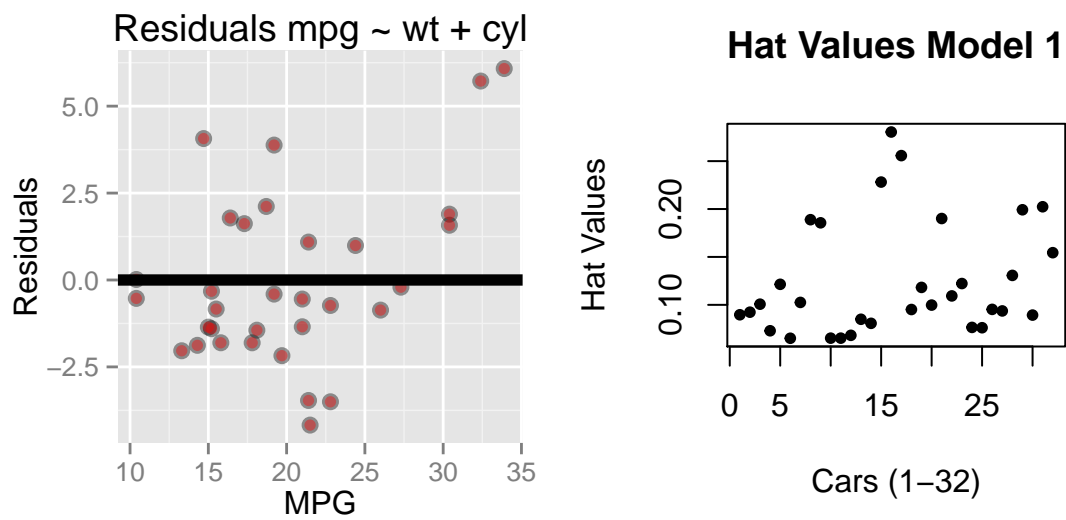 Residuals mpg ~ wt + cyl
5.0
2.5
0.0
−2.5
Residuals
10 15 20 25 30 35
MPG
Hat Values Model 1
0.20
0.10
Hat Values
0 5 15 25
Cars (1−32)